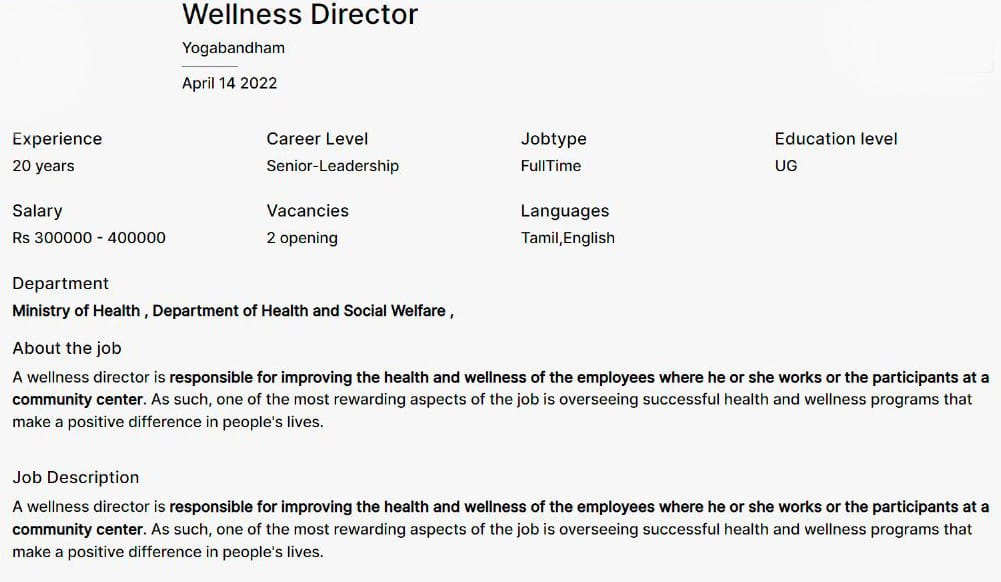 Wellness Director
Yogabandham
April 14 2022
Experience
Career Level
Jobtype
Education level
20 years
Senior-Leadership
FullTime
UG
Salary
Vacancies
Languages
Rs 300000 - 400000
2 opening
Tamil,English
Department
Ministry of Health , Department of Health and Social Welfare ,
About the job
A wellness director is responsible for improving the health and wellness of the employees where he or she works or the participants at a
community center. As such, one of the most rewarding aspects of the job is overseeing successful health and wellness programs that
make a positive difference in people's lives.
Job Description
A wellness director is responsible for improving the health and wellness of the employees where he or she works or the participants at a
community center. As such, one of the most rewarding aspects of the job is overseeing successful health and wellness programs that
make a positive difference in people's lives.